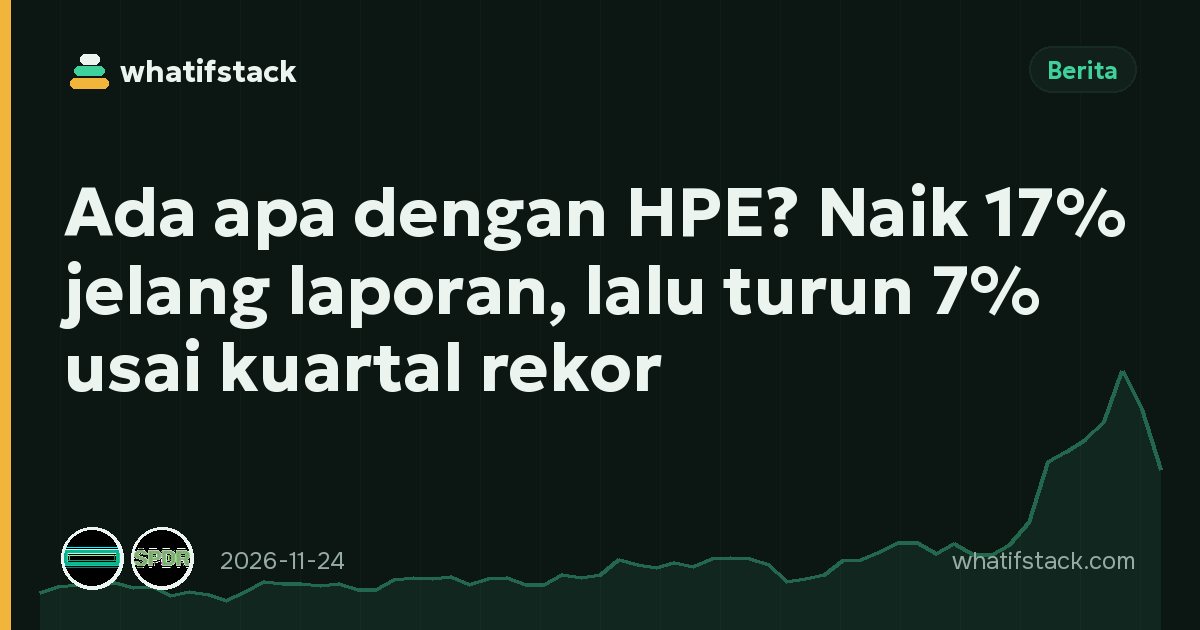 whatifstack
Berita
Ada apa dengan HPE? Naik 17%
jelang laporan, lalu turun 7%
usai kuartal rekor
SPDR
2026-11-24
whatifstack.com